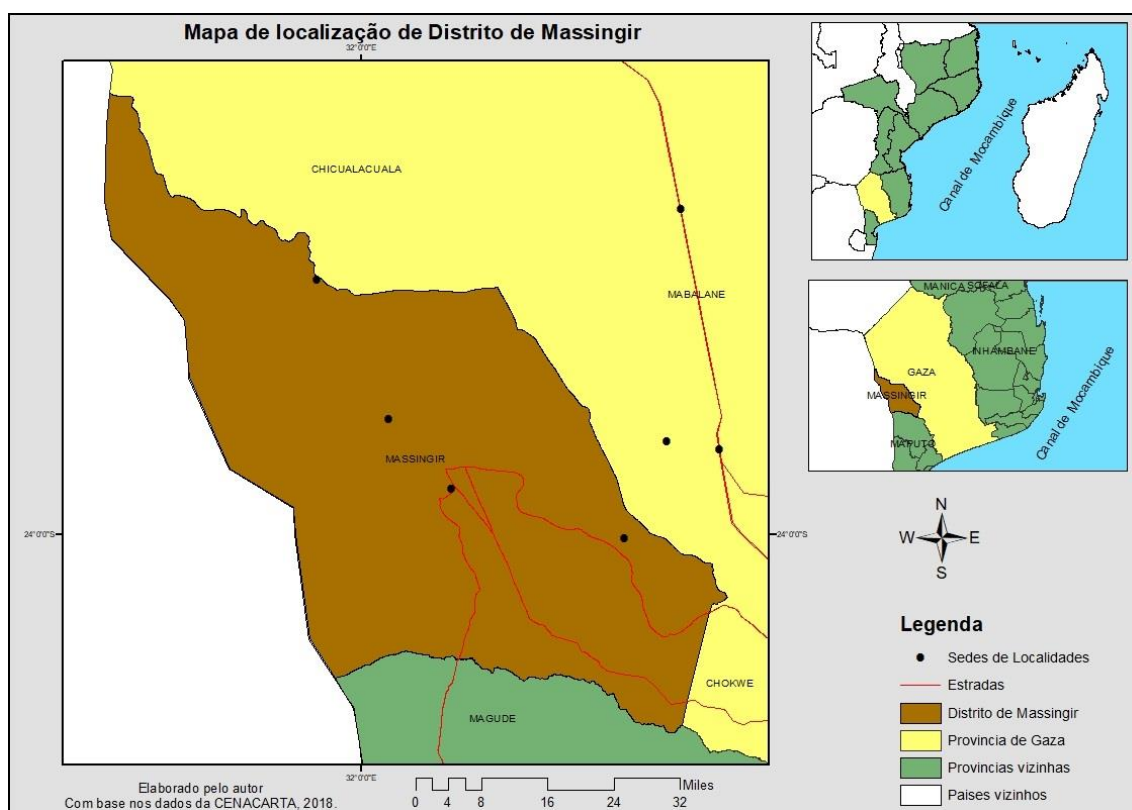 Mapa de localização de Distrito de Massingir
32°0'0"E
CHICUALACUALA
MABALANE
MASSINGIR
24°0'0"S
24°0'0"S
CHOKWE
MAGUDE
32°0'0"E
Elaborado pelo autor
Com base nos dados da CENACARTA, 2018.
Miles
0 4 8 16 24 32
Canal de Mocambique
MANICA
SOFALA
INHAMBANE
GAZA
MASSINGIR
MAPUTO
Canal de Mocambique
N
W E
S
Legenda
Sedes de Localidades
Estradas
Distrito de Massingir
Provincia de Gaza
Provincias vizinhas
Paises vizinhos